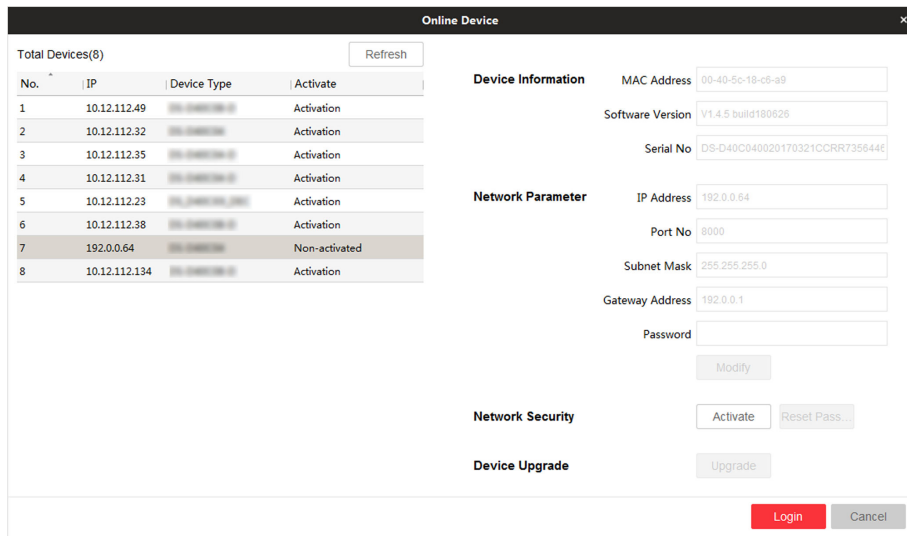 Online Device
×
Total Devices(8)
Refresh
No. IP Device Type Activate
1 10.12.112.49 Activation
2 10.12.112.32 Activation
3 10.12.112.35 Activation
4 10.12.112.31 Activation
5 10.12.112.23 Activation
6 10.12.112.38 Activation
7 192.0.0.64 Non-activated
8 10.12.112.134 Activation
Device Information
MAC Address 00-40-5c-18-c6-a9
Software Version V1.4.5 build180626
Serial No DS-D40C040020170321CCRR7356446
Network Parameter
IP Address 192.0.0.64
Port No 8000
Subnet Mask 255.255.255.0
Gateway Address 192.0.0.1
Password
Modify
Network Security
Activate Reset Pass...
Device Upgrade
Upgrade
Login Cancel